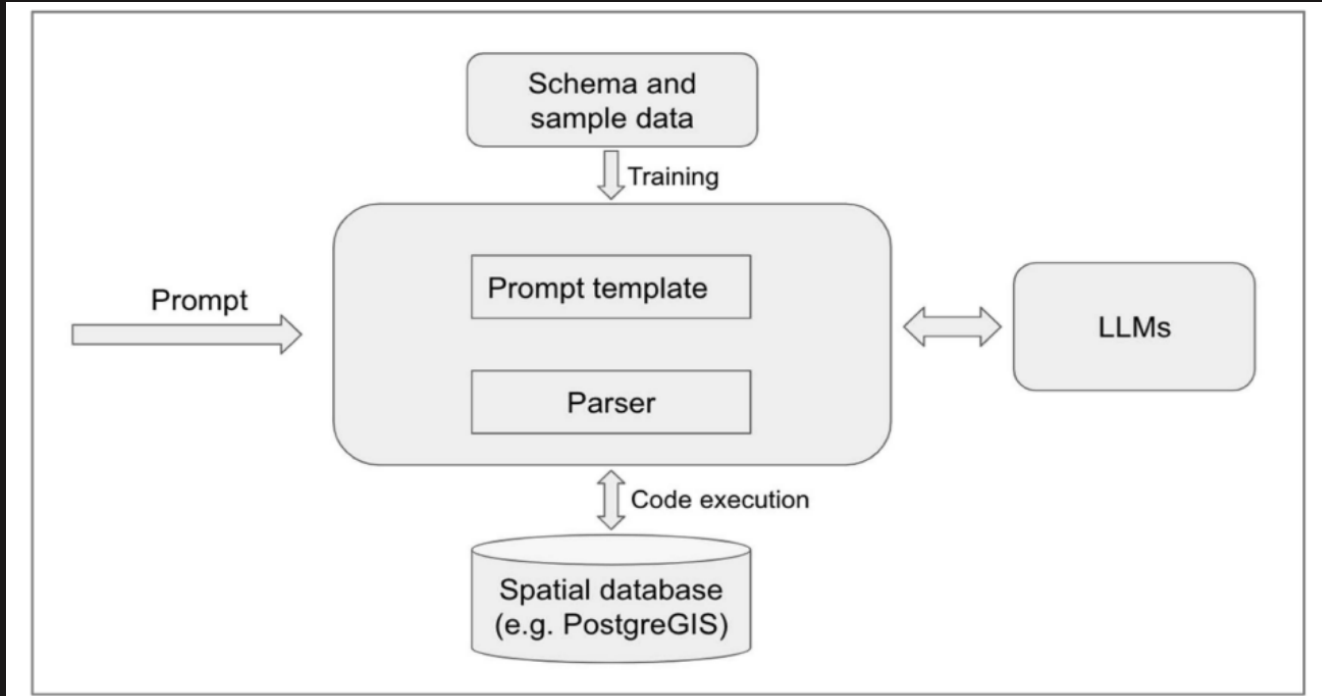 Schema and
sample data
Training
Prompt
Prompt template
LLMs
Parser
Code execution
Spatial database
(e.g. PostgreGIS)